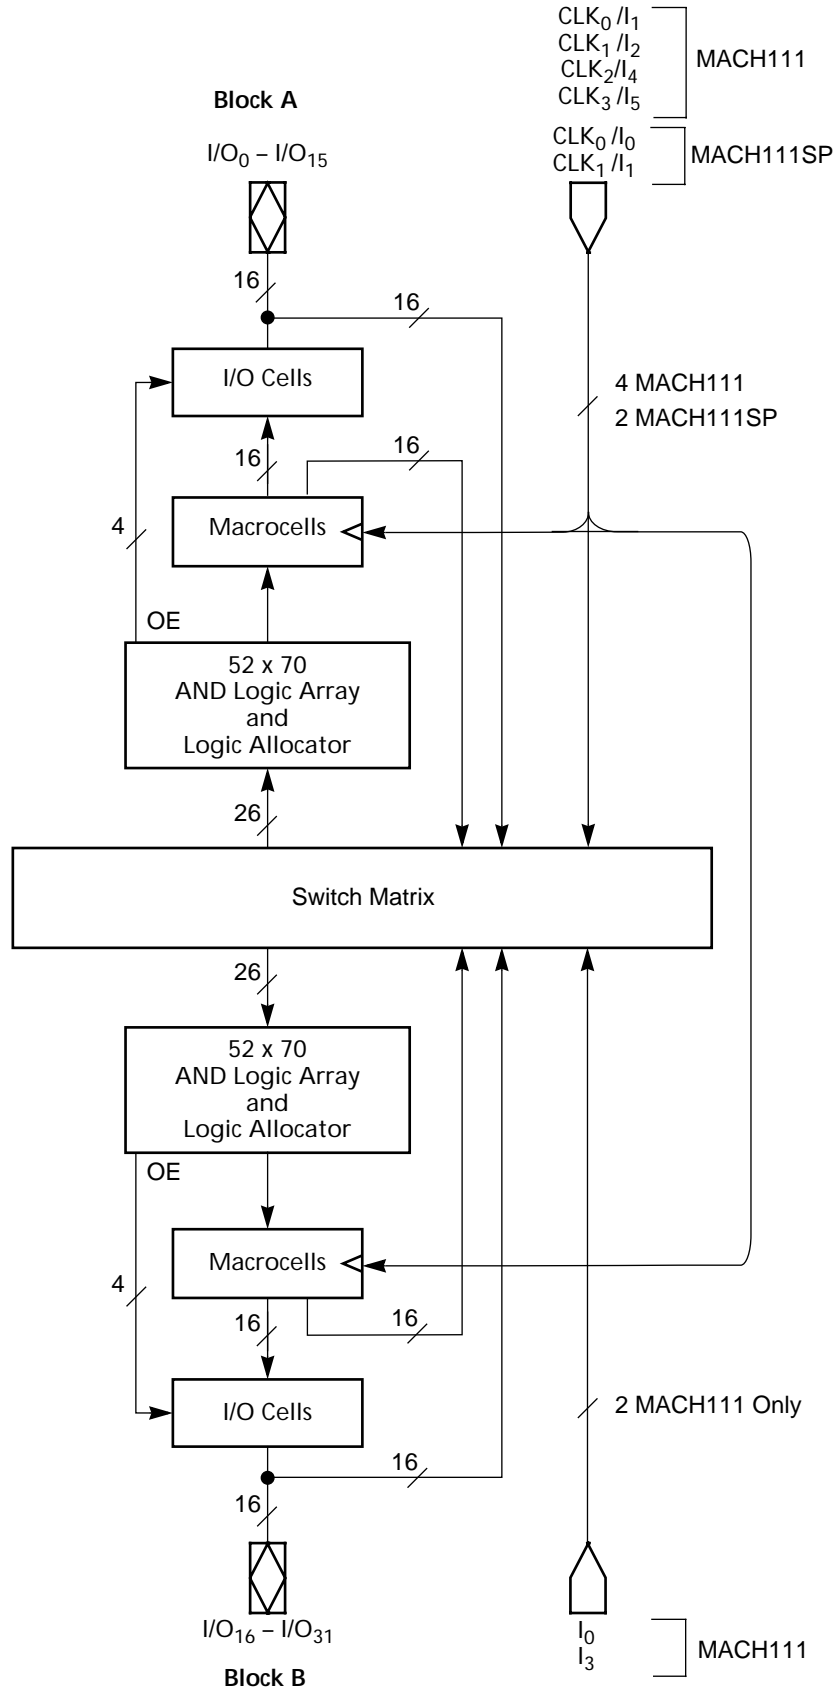 CLK0/I1
CLK1/I2
CLK2/I4
CLK3/I5
MACH111
Block A
CLK0/I0
CLK1/I1
MACH111SP
I/O0 – I/O15
16
16
I/O Cells
4 MACH111
2 MACH111SP
16
16
4
Macrocells
OE
52 x 70
AND Logic Array
and
Logic Allocator
26
Switch Matrix
26
52 x 70
AND Logic Array
and
Logic Allocator
OE
Macrocells
4
16
16
I/O Cells
2 MACH111 Only
16
16
I/O16 – I/O31
I0
I3
MACH111
Block B